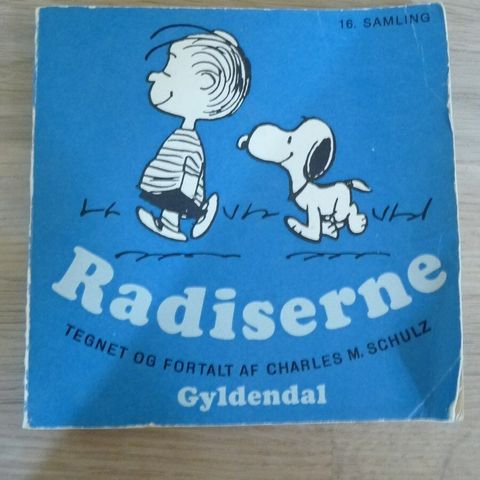 16. SAMLING
Radiserne
TEGNET OG FORTALT AF CHARLES M. SCHULZ
Gyldendal